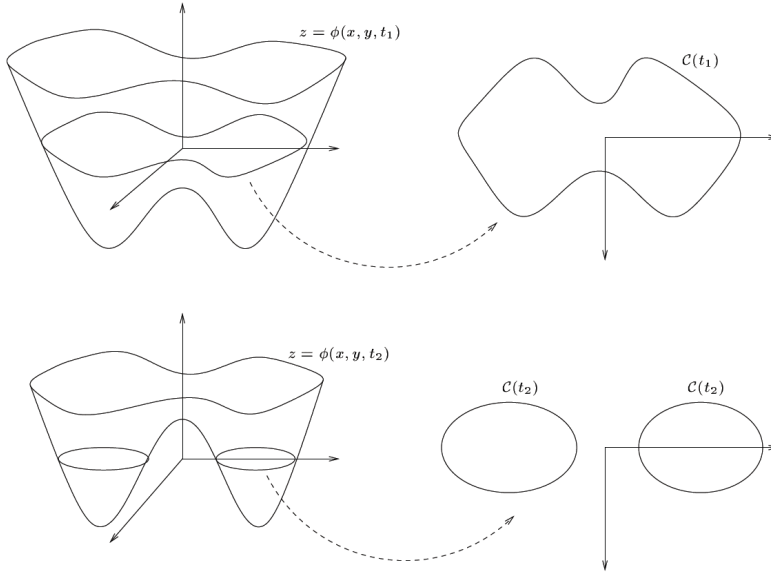 z = ϕ(x, y, t₁)
𝒞(t₁)
z = ϕ(x, y, t₂)
𝒞(t₂)
𝒞(t₂)